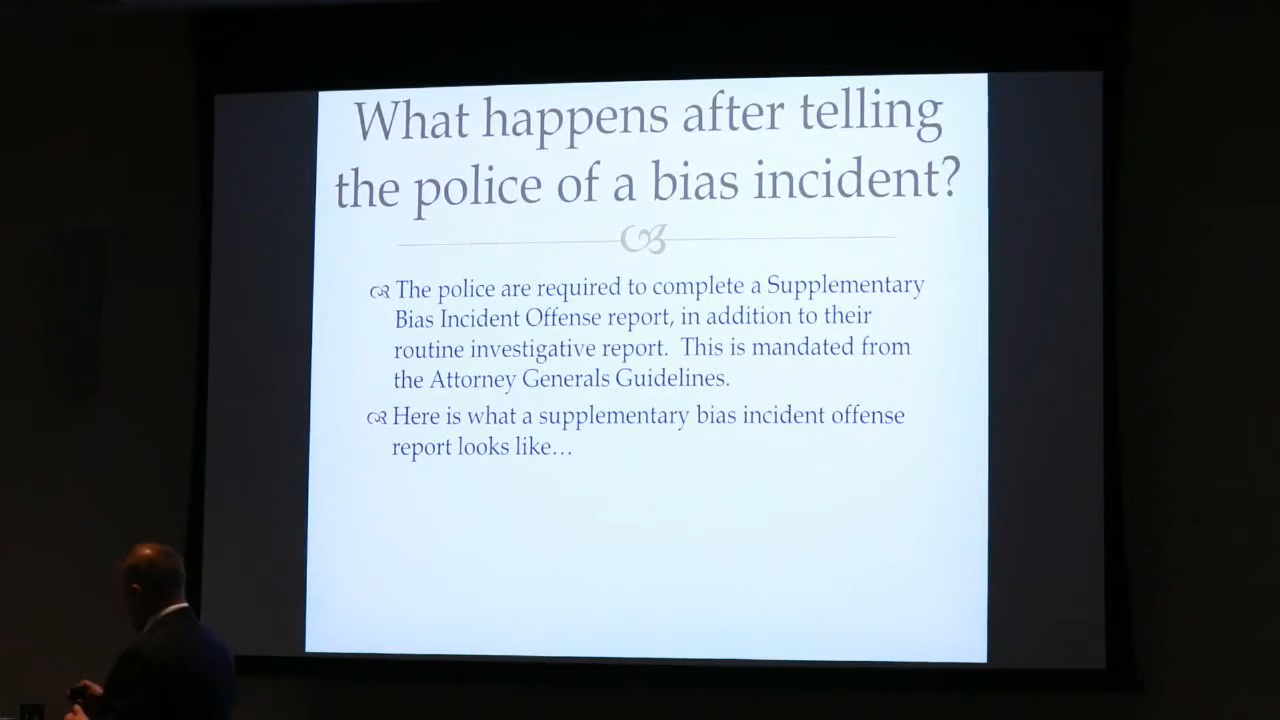 What happens after telling
the police of a bias incident?
The police are required to complete a Supplementary
Bias Incident Offense report, in addition to their
routine investigative report. This is mandated from
the Attorney Generals Guidelines.
Here is what a supplementary bias incident offense
report looks like…